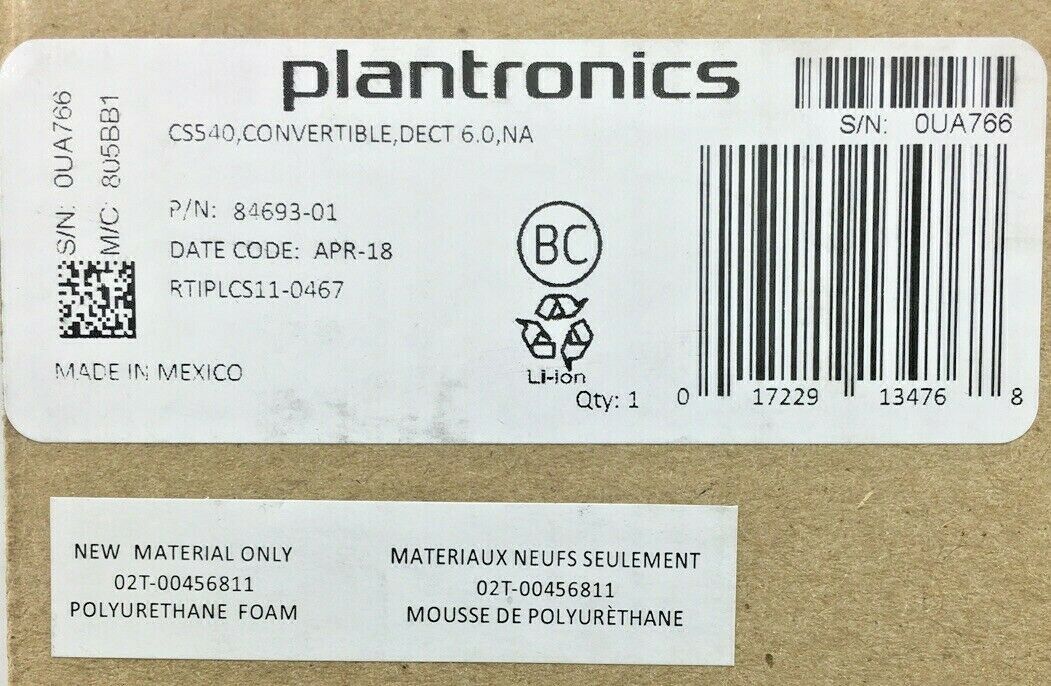 plantronics
CS540,CONVERTIBLE,DECT 6.0,NA
S/N: 0UA766
S/N: 0UA766
M/C: 805BB1
P/N: 84693-01
DATE CODE: APR-18
RTIPLCS11-0467
BC
Li-ion
MADE IN MEXICO
Qty: 1
0 17229 13476 8
NEW MATERIAL ONLY
02T-00456811
POLYURETHANE FOAM
MATERIAUX NEUFS SEULEMENT
02T-00456811
MOUSSE DE POLYURÈTHANE